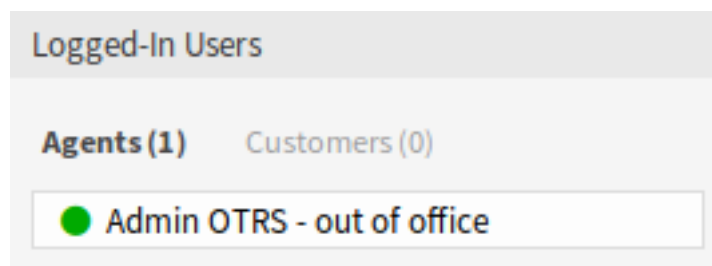 Logged-In Users
Agents (1) Customers (0)
Admin OTRS - out of office